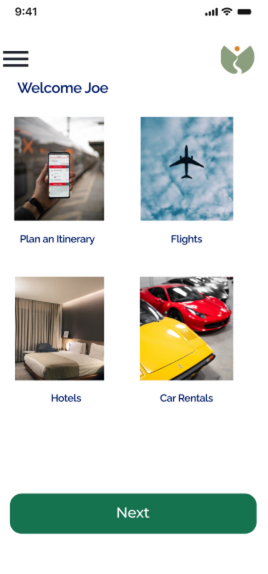 9:41
Welcome Joe
Plan an Itinerary
Flights
Hotels
Car Rentals
Next